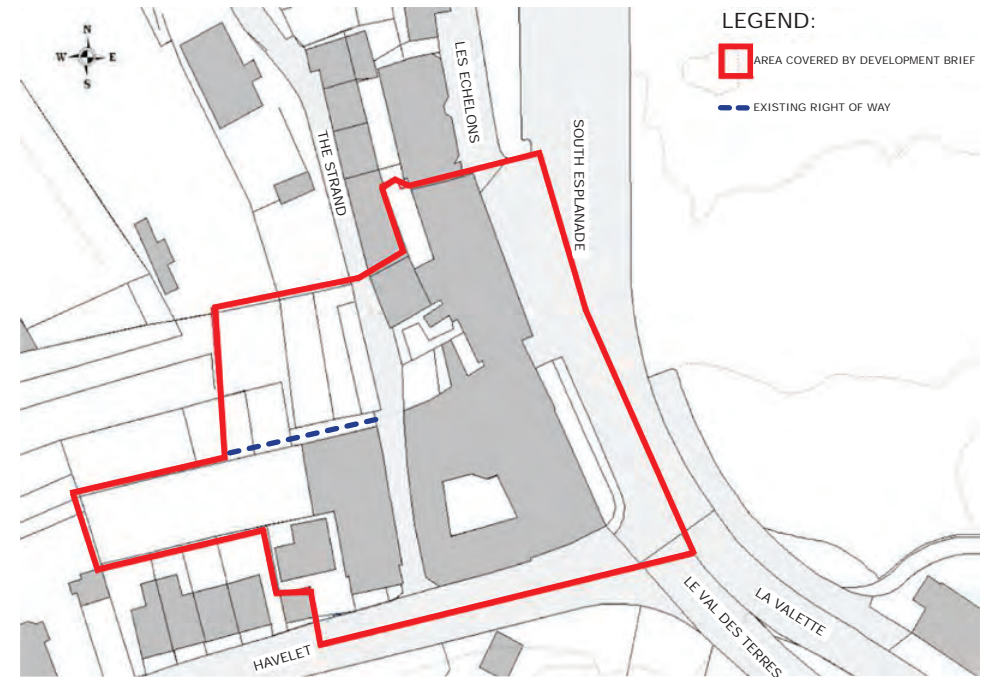 LEGEND:
N
W E
S
AREA COVERED BY DEVELOPMENT BRIEF
EXISTING RIGHT OF WAY
LES ECHELONS
THE STRAND
SOUTH ESPLANADE
LE VAL DES TERRES
LA VALETTE
HAVELET